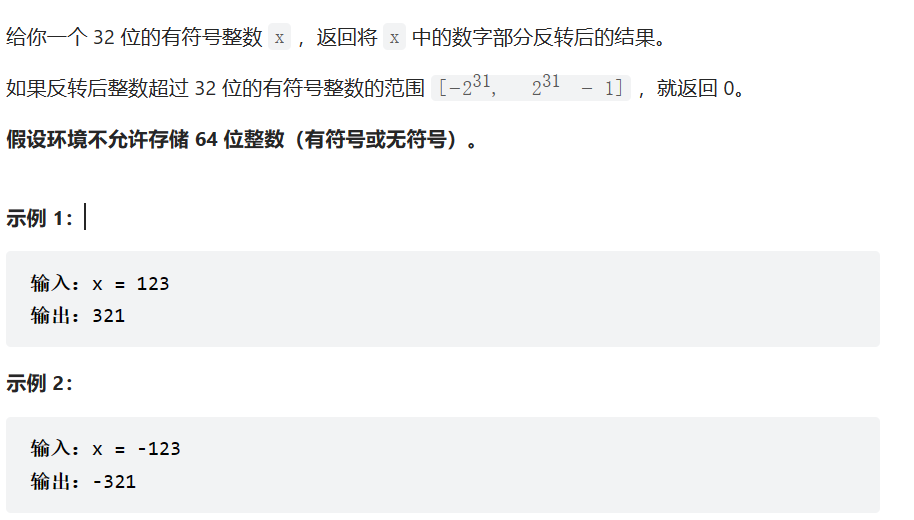 给你一个 32 位的有符号整数 x ，返回将 x 中的数字部分反转后的结果。
如果反转后整数超过 32 位的有符号整数的范围 [−2³¹,  2³¹ − 1] ，就返回 0。
假设环境不允许存储 64 位整数（有符号或无符号）。
示例 1：
输入：x = 123
输出：321
示例 2：
输入：x = -123
输出：-321